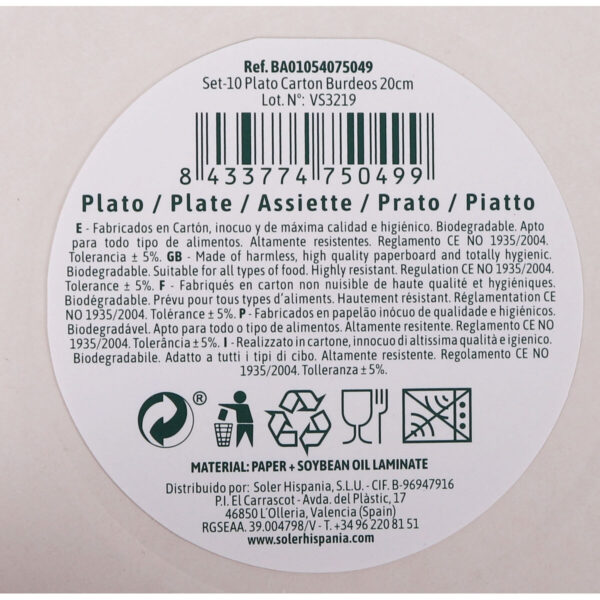 Ref. BA01054075049
Set-10 Plato Carton Burdeos 20cm
Lot. Nº: VS3219
8 433774 750499
Plato / Plate / Assiette / Prato / Piatto
E - Fabricados en Cartón, inocuo y de máxima calidad e higiénico. Biodegradable. Apto
para todo tipo de alimentos. Altamente resistentes. Reglamento CE NO 1935/2004.
Tolerancia ± 5%. GB - Made of harmless, high quality paperboard and totally hygienic.
Biodegradable. Suitable for all types of food. Highly resistant. Regulation CE NO 1935/2004.
Tolerance ± 5%. F - Fabriqués en carton non nuisible de haute qualité et hygiéniques.
Biodégradable. Prévu pour tous types d'aliments. Hautement résistant. Réglamentation CE
NO 1935/2004. Tolérance ± 5%. P - Fabricados en papelão inòcuo de qualidade e higiénicos.
Biodegradável. Apto para todo o tipo de alimentos. Altamente resistentes. Regulamento CE NO
1935/2004. Tolerância ± 5%. I - Realizzato in cartone, innocuo di altissima qualità e igienico.
Biodegradabile. Adatto a tutti i tipi di cibo. Altamente resistente. Regolamento CE NO
1935/2004. Tolleranza ± 5%.
®
MATERIAL: PAPER + SOYBEAN OIL LAMINATE
Distribuido por: Soler Hispania, S.L.U. - CIF. B-96947916
P.I. El Carrascot - Avda. del Plàstic, 17
46850 L'Olleria, Valencia (Spain)
RGSEAA. 39.004798/V - T. +34 96 220 81 51
www.solerhispania.com